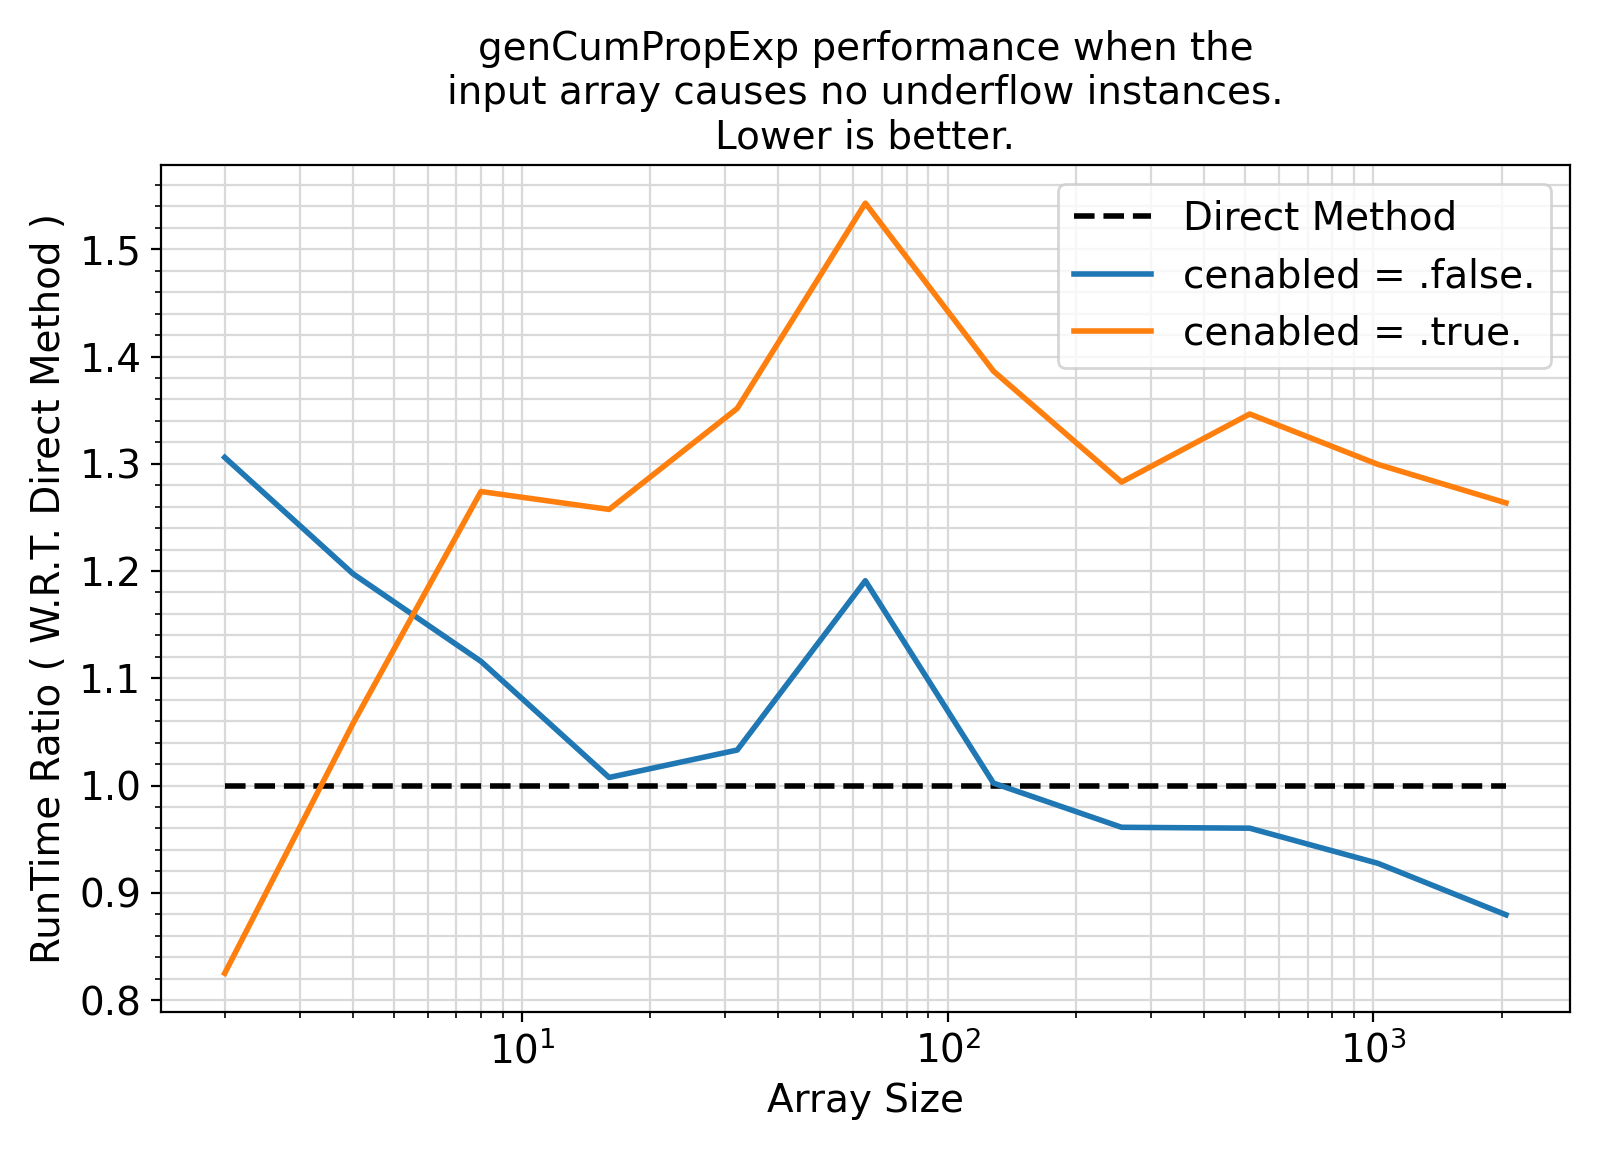 genCumPropExp performance when the
input array causes no underflow instances.
Lower is better.
Direct Method
cenabled = .false.
cenabled = .true.
RunTime Ratio ( W.R.T. Direct Method )
1.5
1.4
1.3
1.2
1.1
1.0
0.9
0.8
10¹ 10² 10³
Array Size